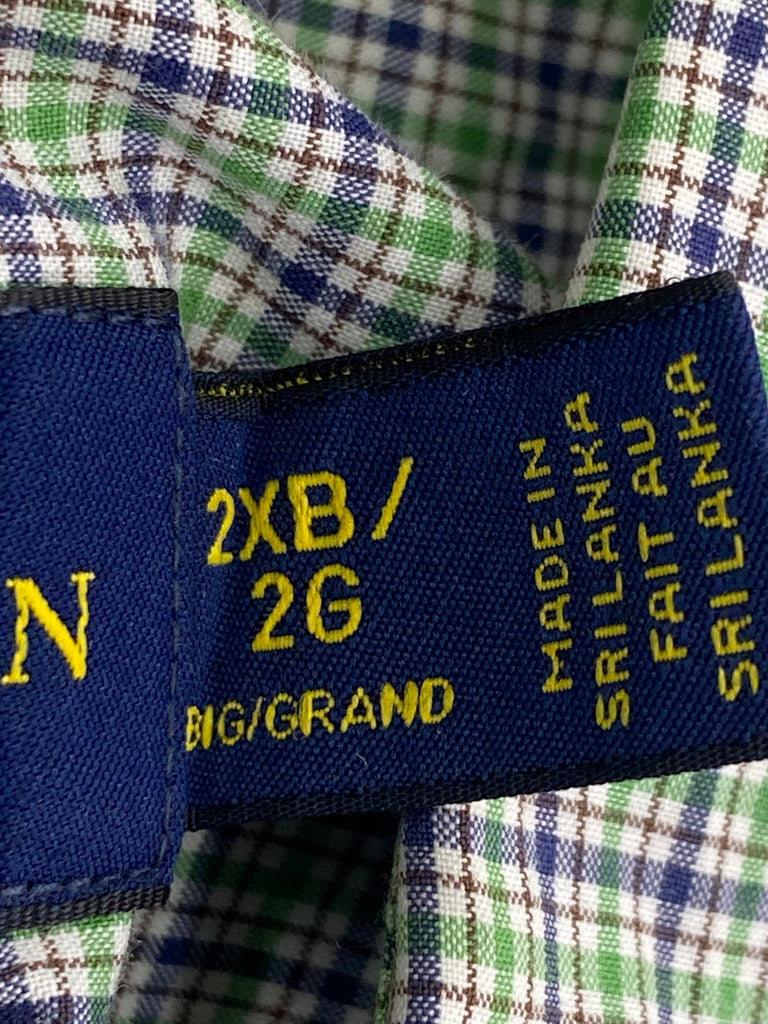 N
2XB/
2G
BIG/GRAND
MADE IN
SRI LANKA
FAIT AU
SRI LANKA